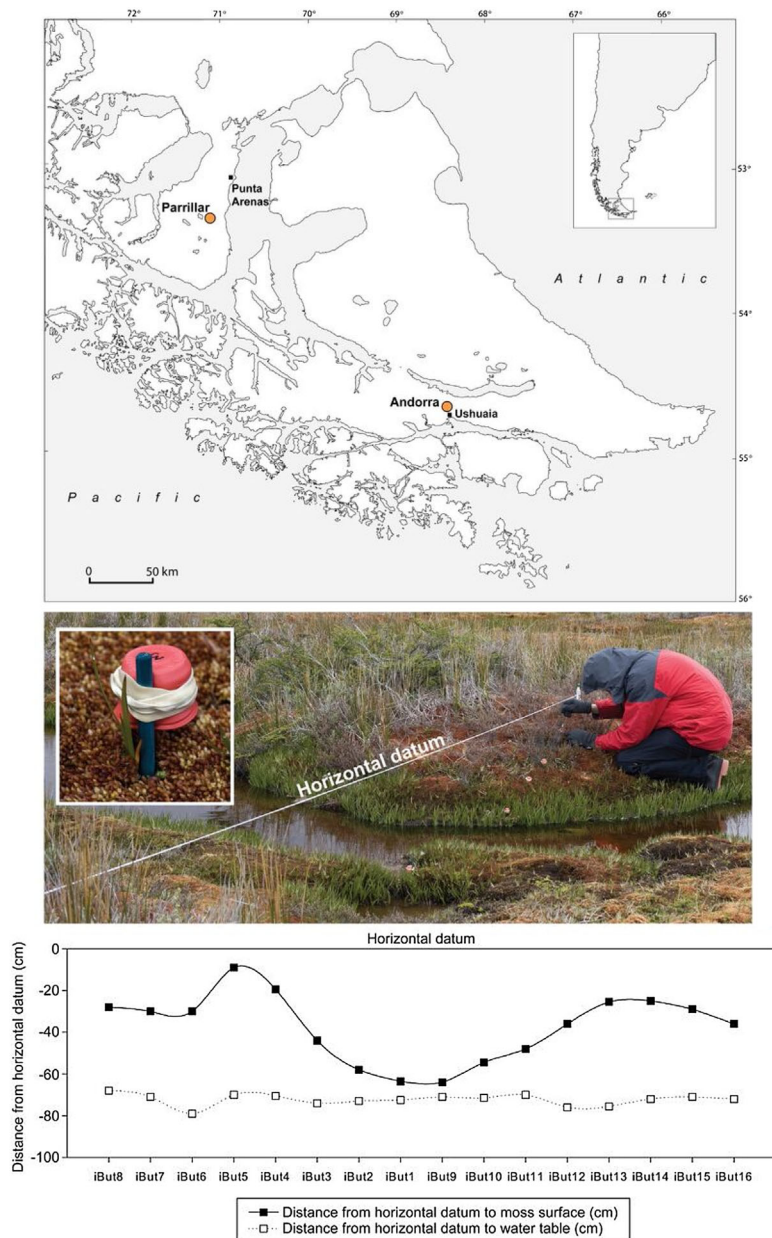 72° 71° 70° 69° 68° 67° 66°
53°
Punta
Arenas
Parrillar
A t l a n t i c
54°
Andorra
Ushuaia
55°
P a c i f i c
0 50 km
56°
Horizontal datum
Horizontal datum
Distance from horizontal datum (cm)
0
-20
-40
-60
-80
-100
iBut8 iBut7 iBut6 iBut5 iBut4 iBut3 iBut2 iBut1 iBut9 iBut10 iBut11 iBut12 iBut13 iBut14 iBut15 iBut16
Distance from horizontal datum to moss surface (cm)
Distance from horizontal datum to water table (cm)